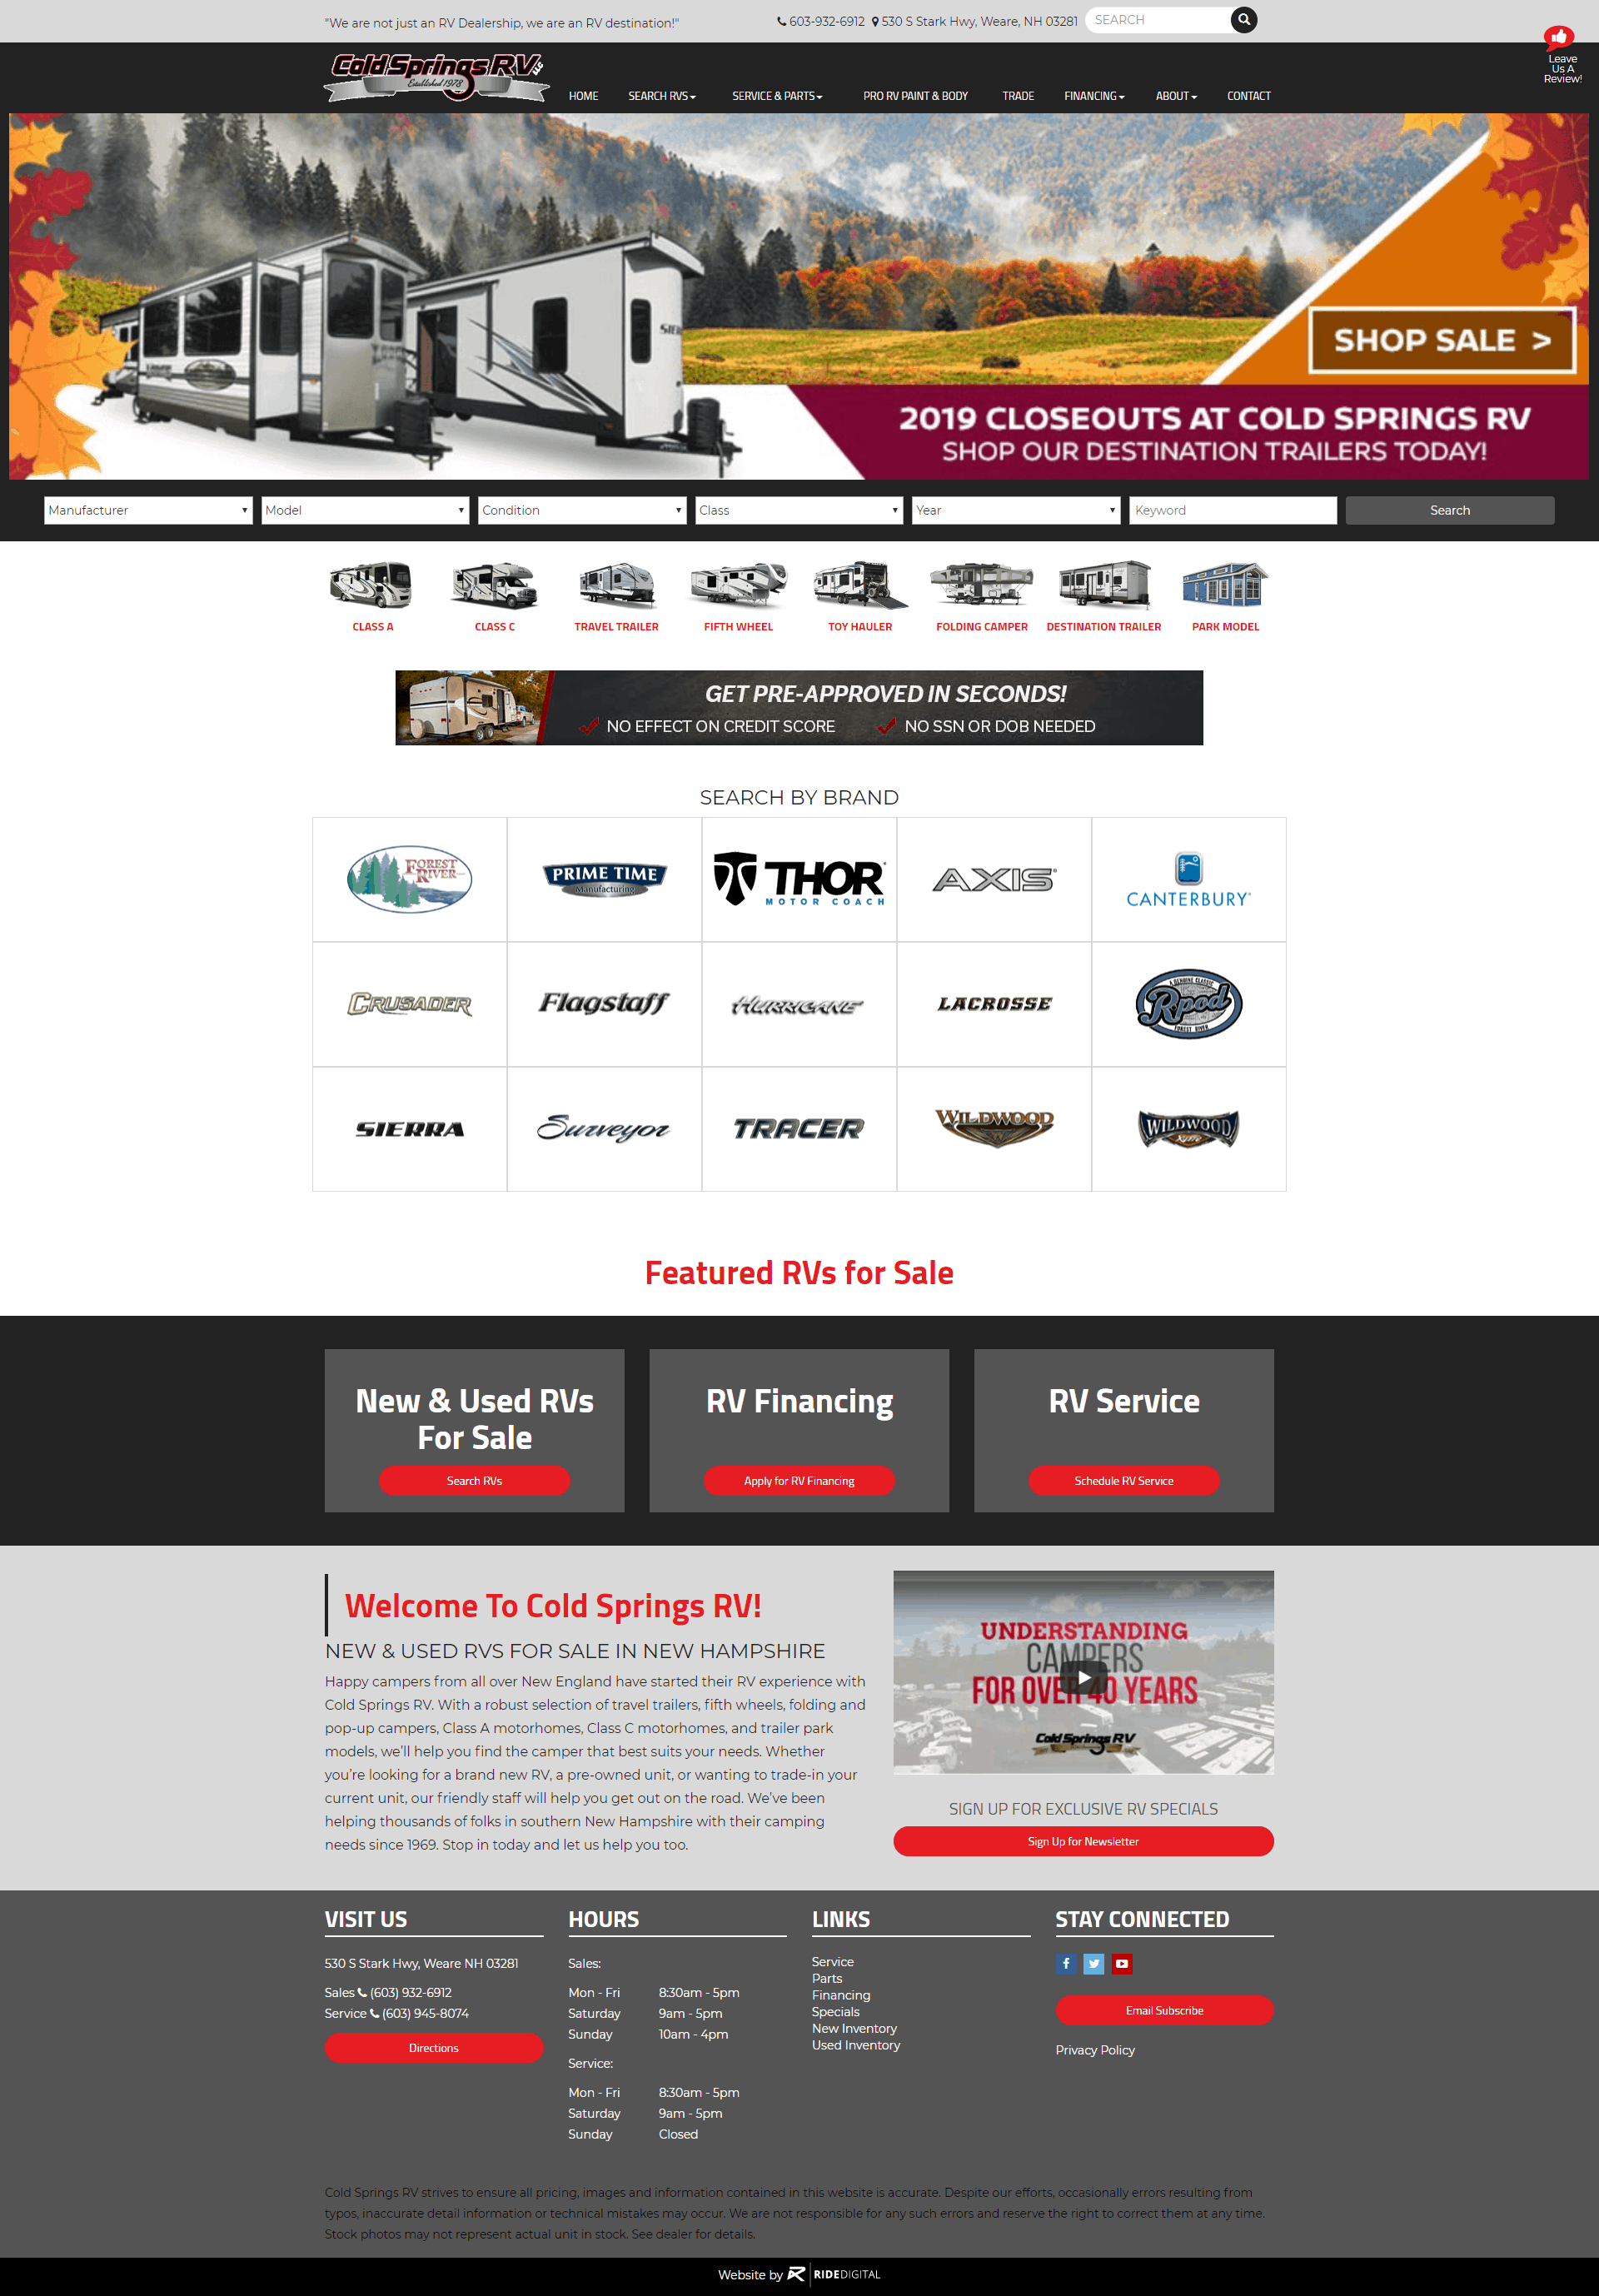 "We are not just an RV Dealership, we are an RV destination!"
603-932-6912 530 S Stark Hwy, Weare, NH 03281
SEARCH
Leave
Us A
Review!
Cold Springs RV LLC
Established 1978
HOME SEARCH RVS SERVICE & PARTS PRO RV PAINT & BODY TRADE FINANCING ABOUT CONTACT
SHOP SALE >
2019 CLOSEOUTS AT COLD SPRINGS RV
SHOP OUR DESTINATION TRAILERS TODAY!
Manufacturer Model Condition Class Year Keyword Search
CLASS A CLASS C TRAVEL TRAILER FIFTH WHEEL TOY HAULER FOLDING CAMPER DESTINATION TRAILER PARK MODEL
GET PRE-APPROVED IN SECONDS!
NO EFFECT ON CREDIT SCORE NO SSN OR DOB NEEDED
SEARCH BY BRAND
FOREST RIVER
PRIME TIME
Manufacturing
THOR
MOTOR COACH
AXIS
CANTERBURY
CRUSADER
Flagstaff
HURRICANE
LACROSSE
A GENUINE CLASSIC
R-pod
FOREST RIVER
SIERRA
Surveyor
TRACER
WILDWOOD
WILDWOOD
Featured RVs for Sale
New & Used RVs
For Sale
Search RVs
RV Financing
Apply for RV Financing
RV Service
Schedule RV Service
Welcome To Cold Springs RV!
NEW & USED RVS FOR SALE IN NEW HAMPSHIRE
Happy campers from all over New England have started their RV experience with
Cold Springs RV. With a robust selection of travel trailers, fifth wheels, folding and
pop-up campers, Class A motorhomes, Class C motorhomes, and trailer park
models, we'll help you find the camper that best suits your needs. Whether
you're looking for a brand new RV, a pre-owned unit, or wanting to trade-in your
current unit, our friendly staff will help you get out on the road. We've been
helping thousands of folks in southern New Hampshire with their camping
needs since 1969. Stop in today and let us help you too.
UNDERSTANDING
CAMPERS
FOR OVER 40 YEARS
Cold Springs RV
SIGN UP FOR EXCLUSIVE RV SPECIALS
Sign Up for Newsletter
VISIT US
530 S Stark Hwy, Weare NH 03281
Sales (603) 932-6912
Service (603) 945-8074
Directions
HOURS
Sales:
Mon - Fri 8:30am - 5pm
Saturday 9am - 5pm
Sunday 10am - 4pm
Service:
Mon - Fri 8:30am - 5pm
Saturday 9am - 5pm
Sunday Closed
LINKS
Service
Parts
Financing
Specials
New Inventory
Used Inventory
STAY CONNECTED
Email Subscribe
Privacy Policy
Cold Springs RV strives to ensure all pricing, images and information contained in this website is accurate. Despite our efforts, occasionally errors resulting from
typos, inaccurate detail information or technical mistakes may occur. We are not responsible for any such errors and reserve the right to correct them at any time.
Stock photos may not represent actual unit in stock. See dealer for details.
Website by RIDEDIGITAL